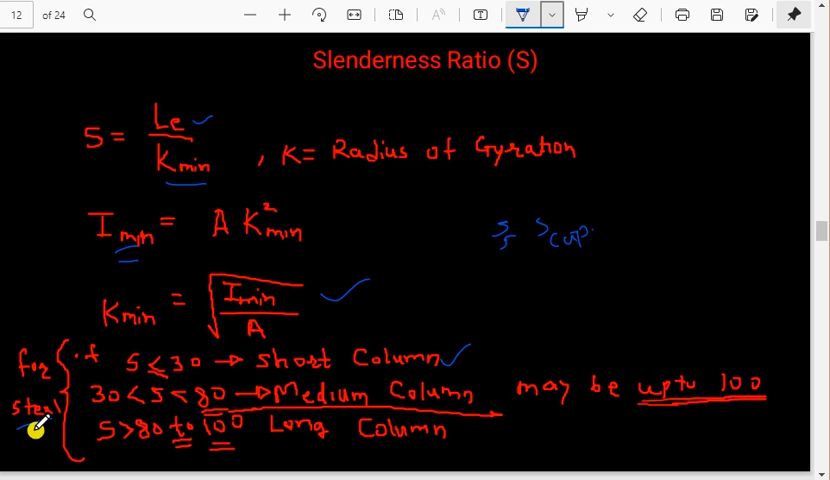 12 of 24
Slenderness Ratio (S)
S = Le / Kmin , K = Radius of Gyration
Imin = A K²min
Kmin = √ Imin / A
for steel
if S ≤ 30 → Short Column
30 < S < 80 → Medium Column may be upto 100
S > 80 to 100 Long Column